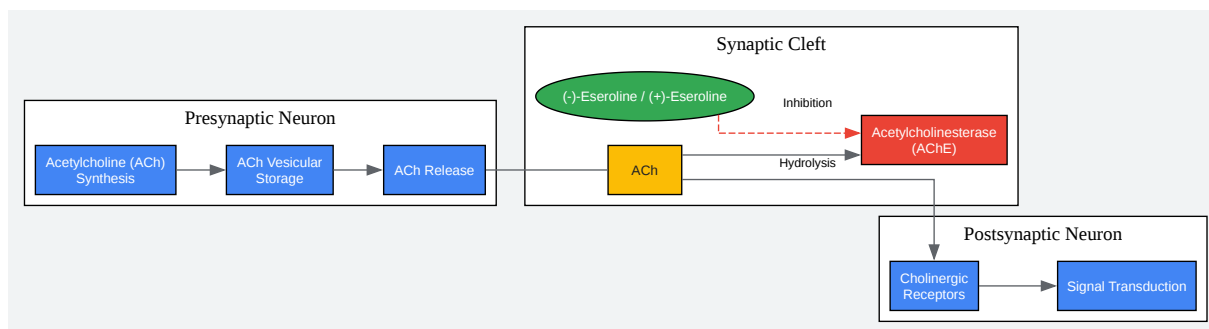 Synaptic Cleft
(-)-Eseroline / (+)-Eseroline
Inhibition
Presynaptic Neuron
Acetylcholinesterase
(AChE)
Acetylcholine (ACh)
Synthesis
ACh Vesicular
Storage
ACh Release
ACh
Hydrolysis
Postsynaptic Neuron
Cholinergic
Receptors
Signal Transduction